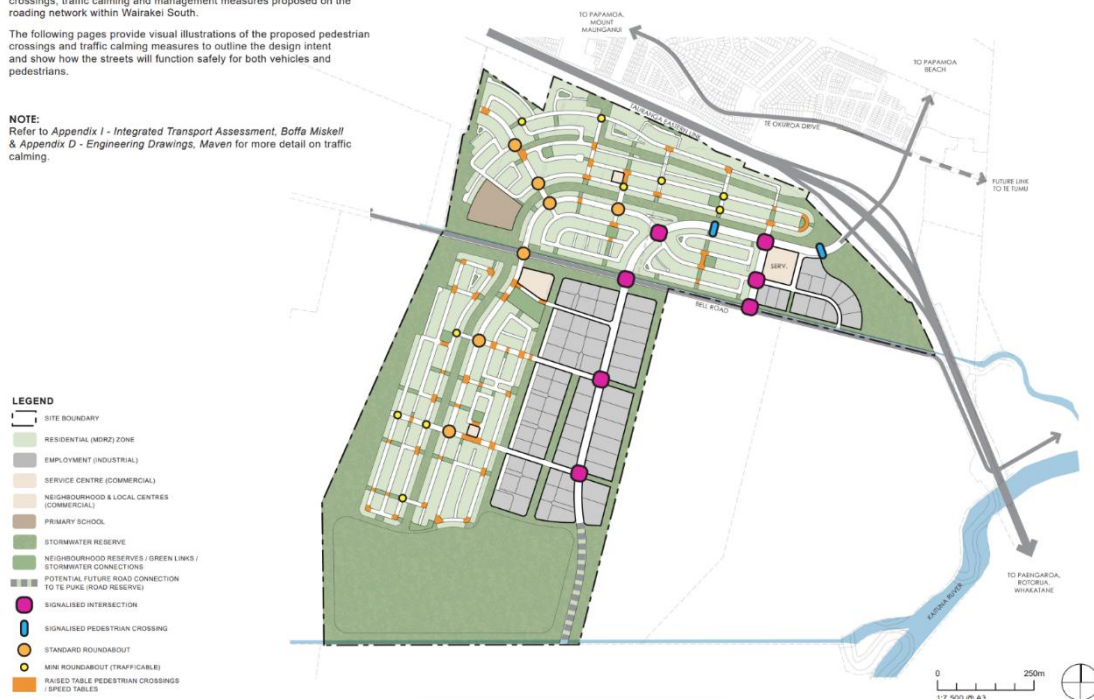 crossings, traffic calming and management measures proposed on the
roading network within Wairakei South.
The following pages provide visual illustrations of the proposed pedestrian
crossings and traffic calming measures to outline the design intent
and show how the streets will function safely for both vehicles and
pedestrians.
NOTE:
Refer to Appendix I - Integrated Transport Assessment, Boffa Miskell
& Appendix D - Engineering Drawings, Maven for more detail on traffic
calming.
TO PAPAMOA,
MOUNT
MAUNGANUI
TO PAPAMOA
BEACH
TAURANGA EASTERN LINK
TE OKUROA DRIVE
FUTURE LINK
TO TE TUMU
SERV.
BELL ROAD
TO PAENGAROA,
ROTORUA,
WHAKATANE
KAITUNA RIVER
LEGEND
SITE BOUNDARY
RESIDENTIAL (MDRZ) ZONE
EMPLOYMENT (INDUSTRIAL)
SERVICE CENTRE (COMMERCIAL)
NEIGHBOURHOOD & LOCAL CENTRES
(COMMERCIAL)
PRIMARY SCHOOL
STORMWATER RESERVE
NEIGHBOURHOOD RESERVES / GREEN LINKS /
STORMWATER CONNECTIONS
POTENTIAL FUTURE ROAD CONNECTION
TO TE PUKE (ROAD RESERVE)
SIGNALISED INTERSECTION
SIGNALISED PEDESTRIAN CROSSING
STANDARD ROUNDABOUT
MINI ROUNDABOUT (TRAFFICABLE)
RAISED TABLE PEDESTRIAN CROSSINGS
/ SPEED TABLES
0 250m
1:7,500 @ A3